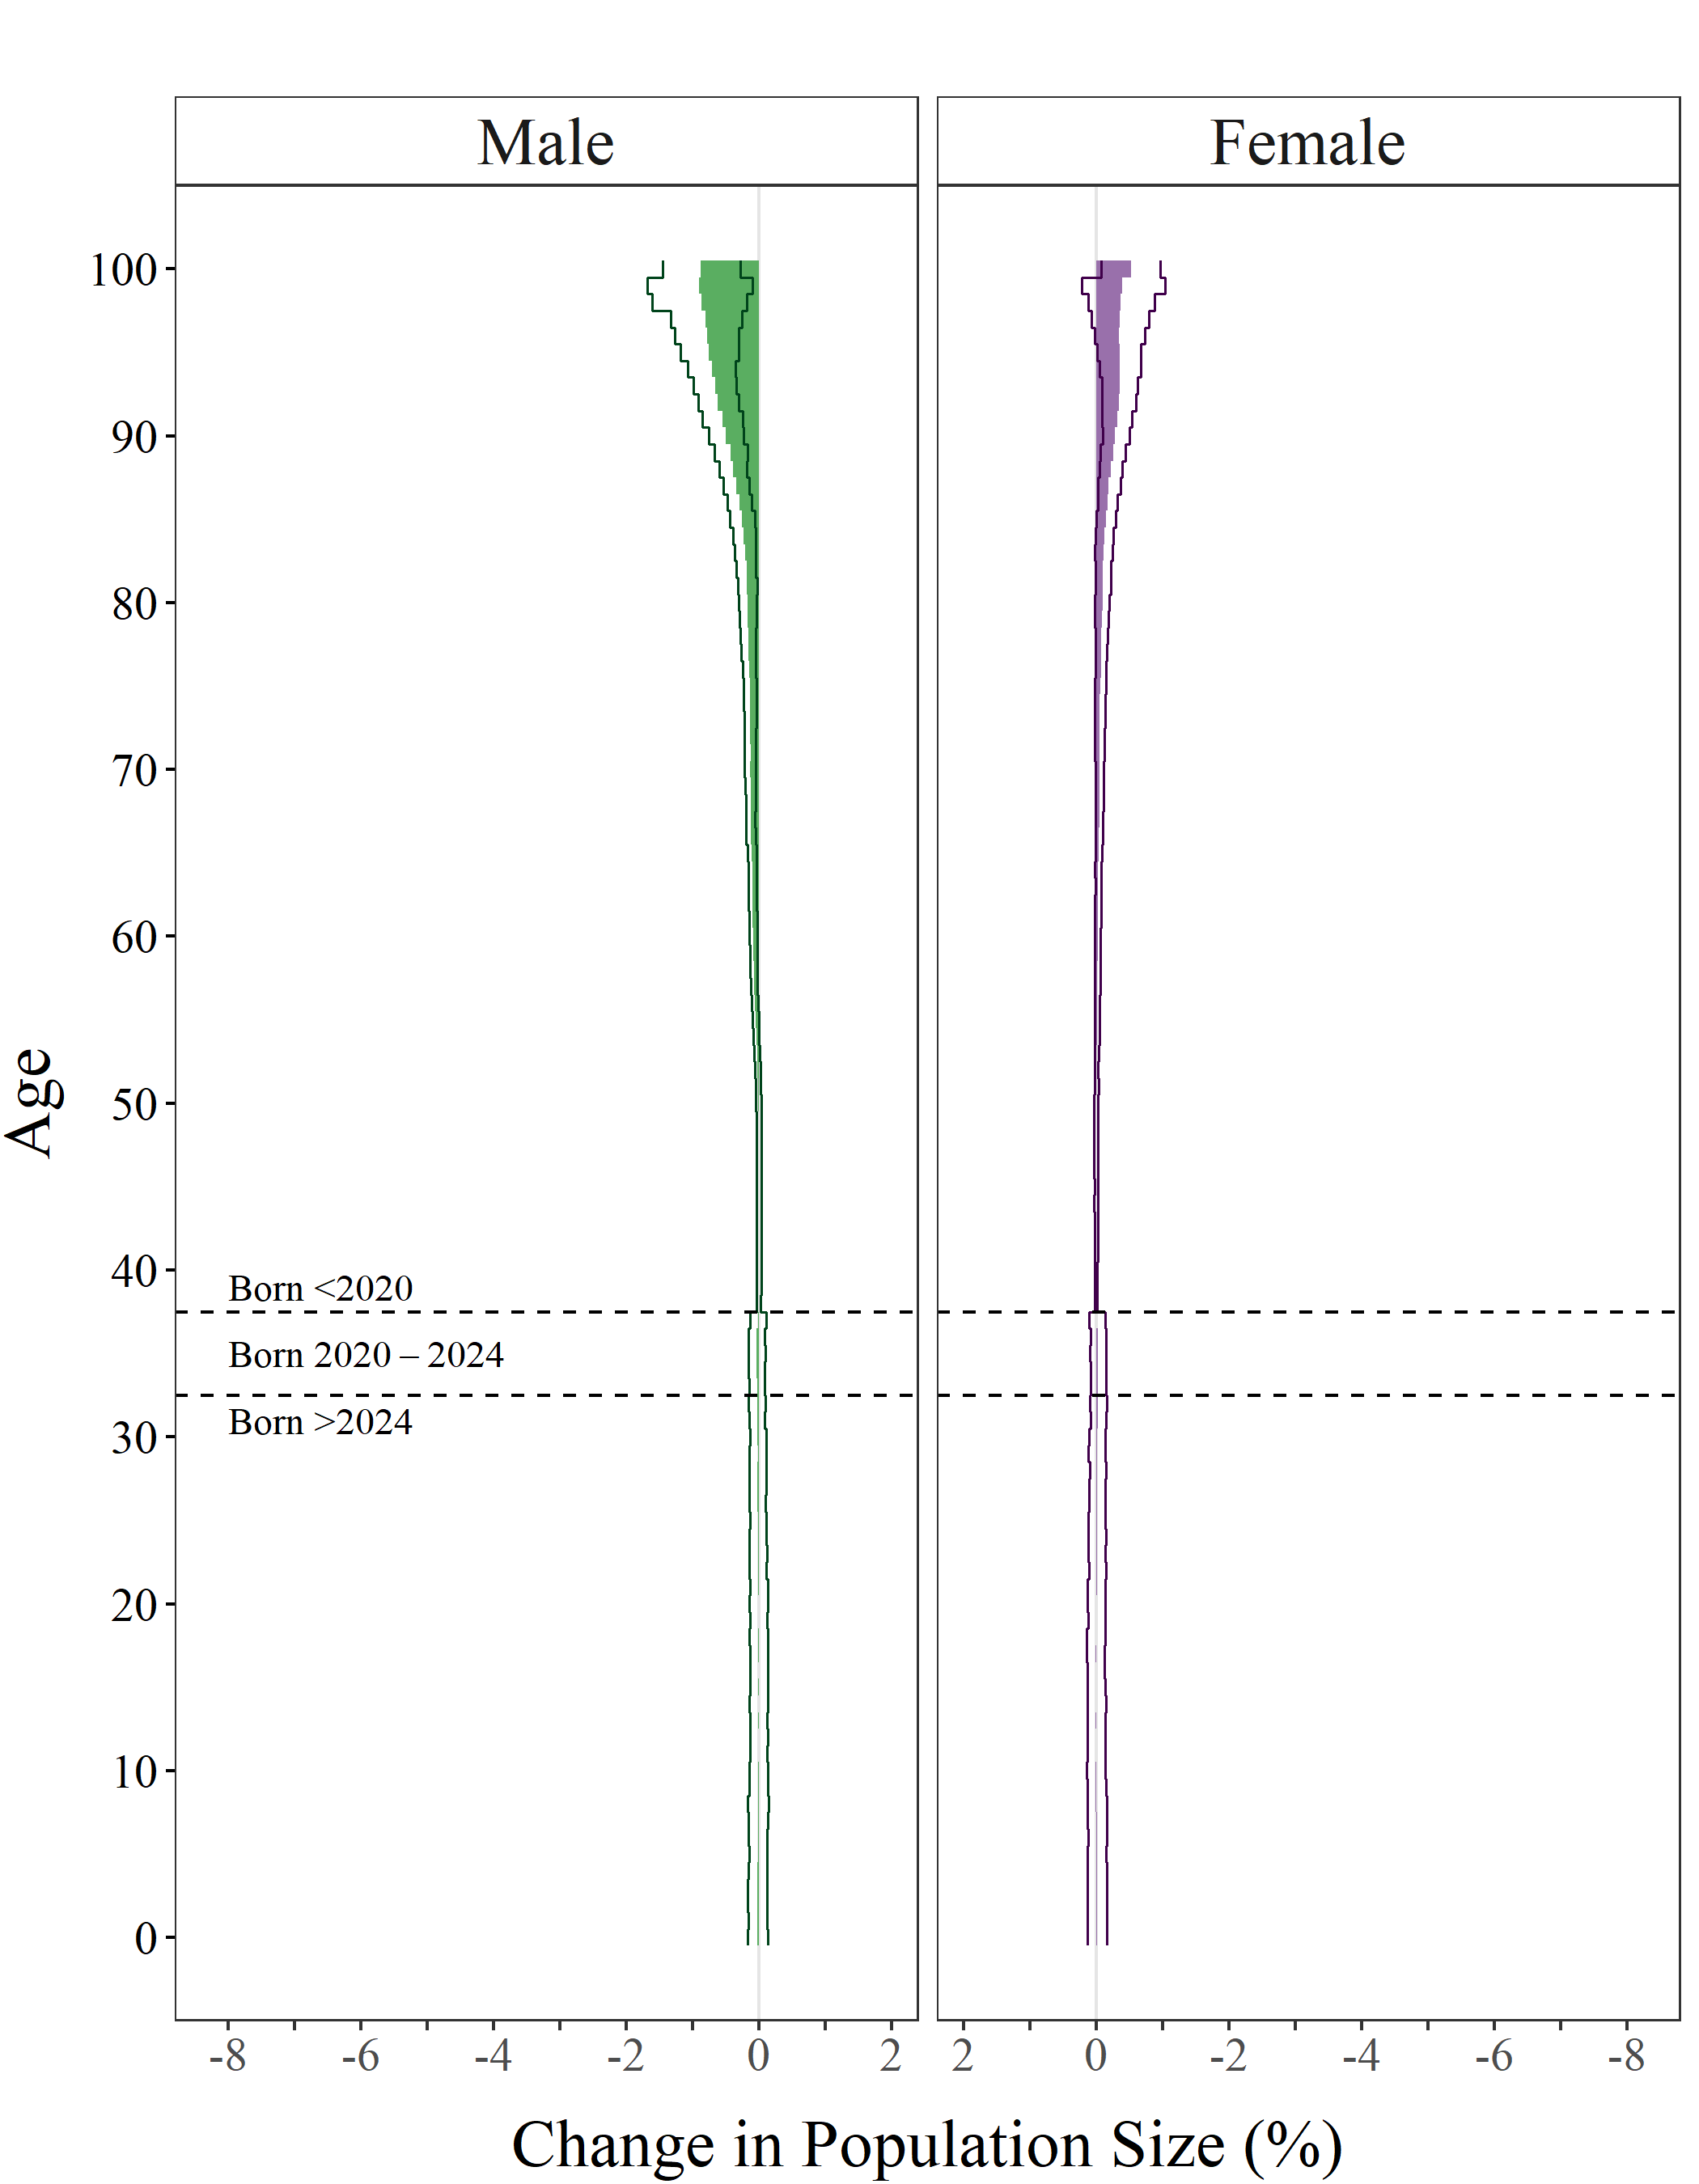 Male Female
100
90
80
70
60
50
40
Born <2020
Born 2020 – 2024
Born >2024
30
20
10
0
Age
-8 -6 -4 -2 0 2 2 0 -2 -4 -6 -8
Change in Population Size (%)